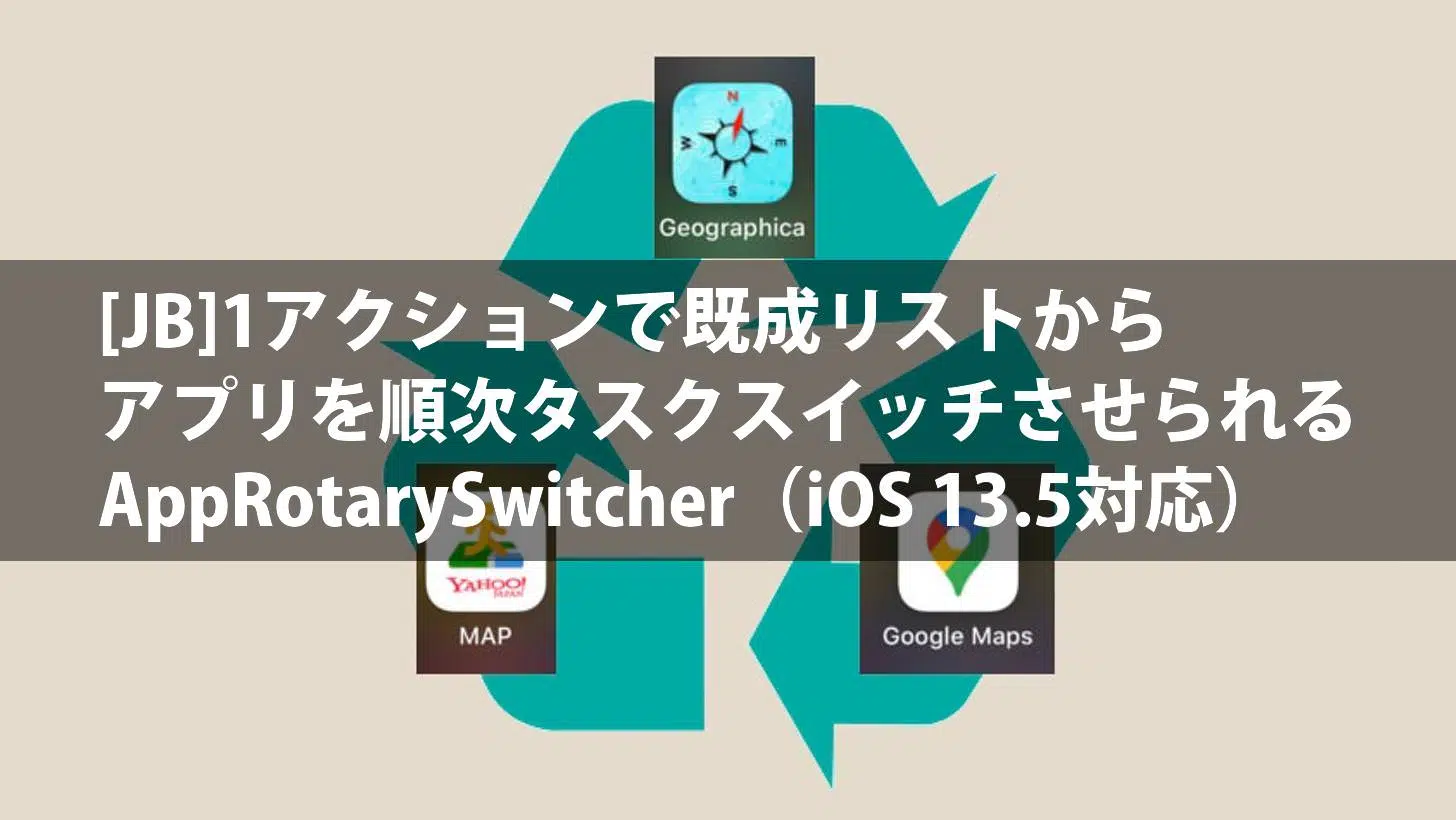 N
W
E
S
Geographica
[JB]1アクションで既成リストから
アプリを順次タスクスイッチさせられる
AppRotarySwitcher（iOS 13.5対応）
YAHOO!
JAPAN
MAP
Google Maps